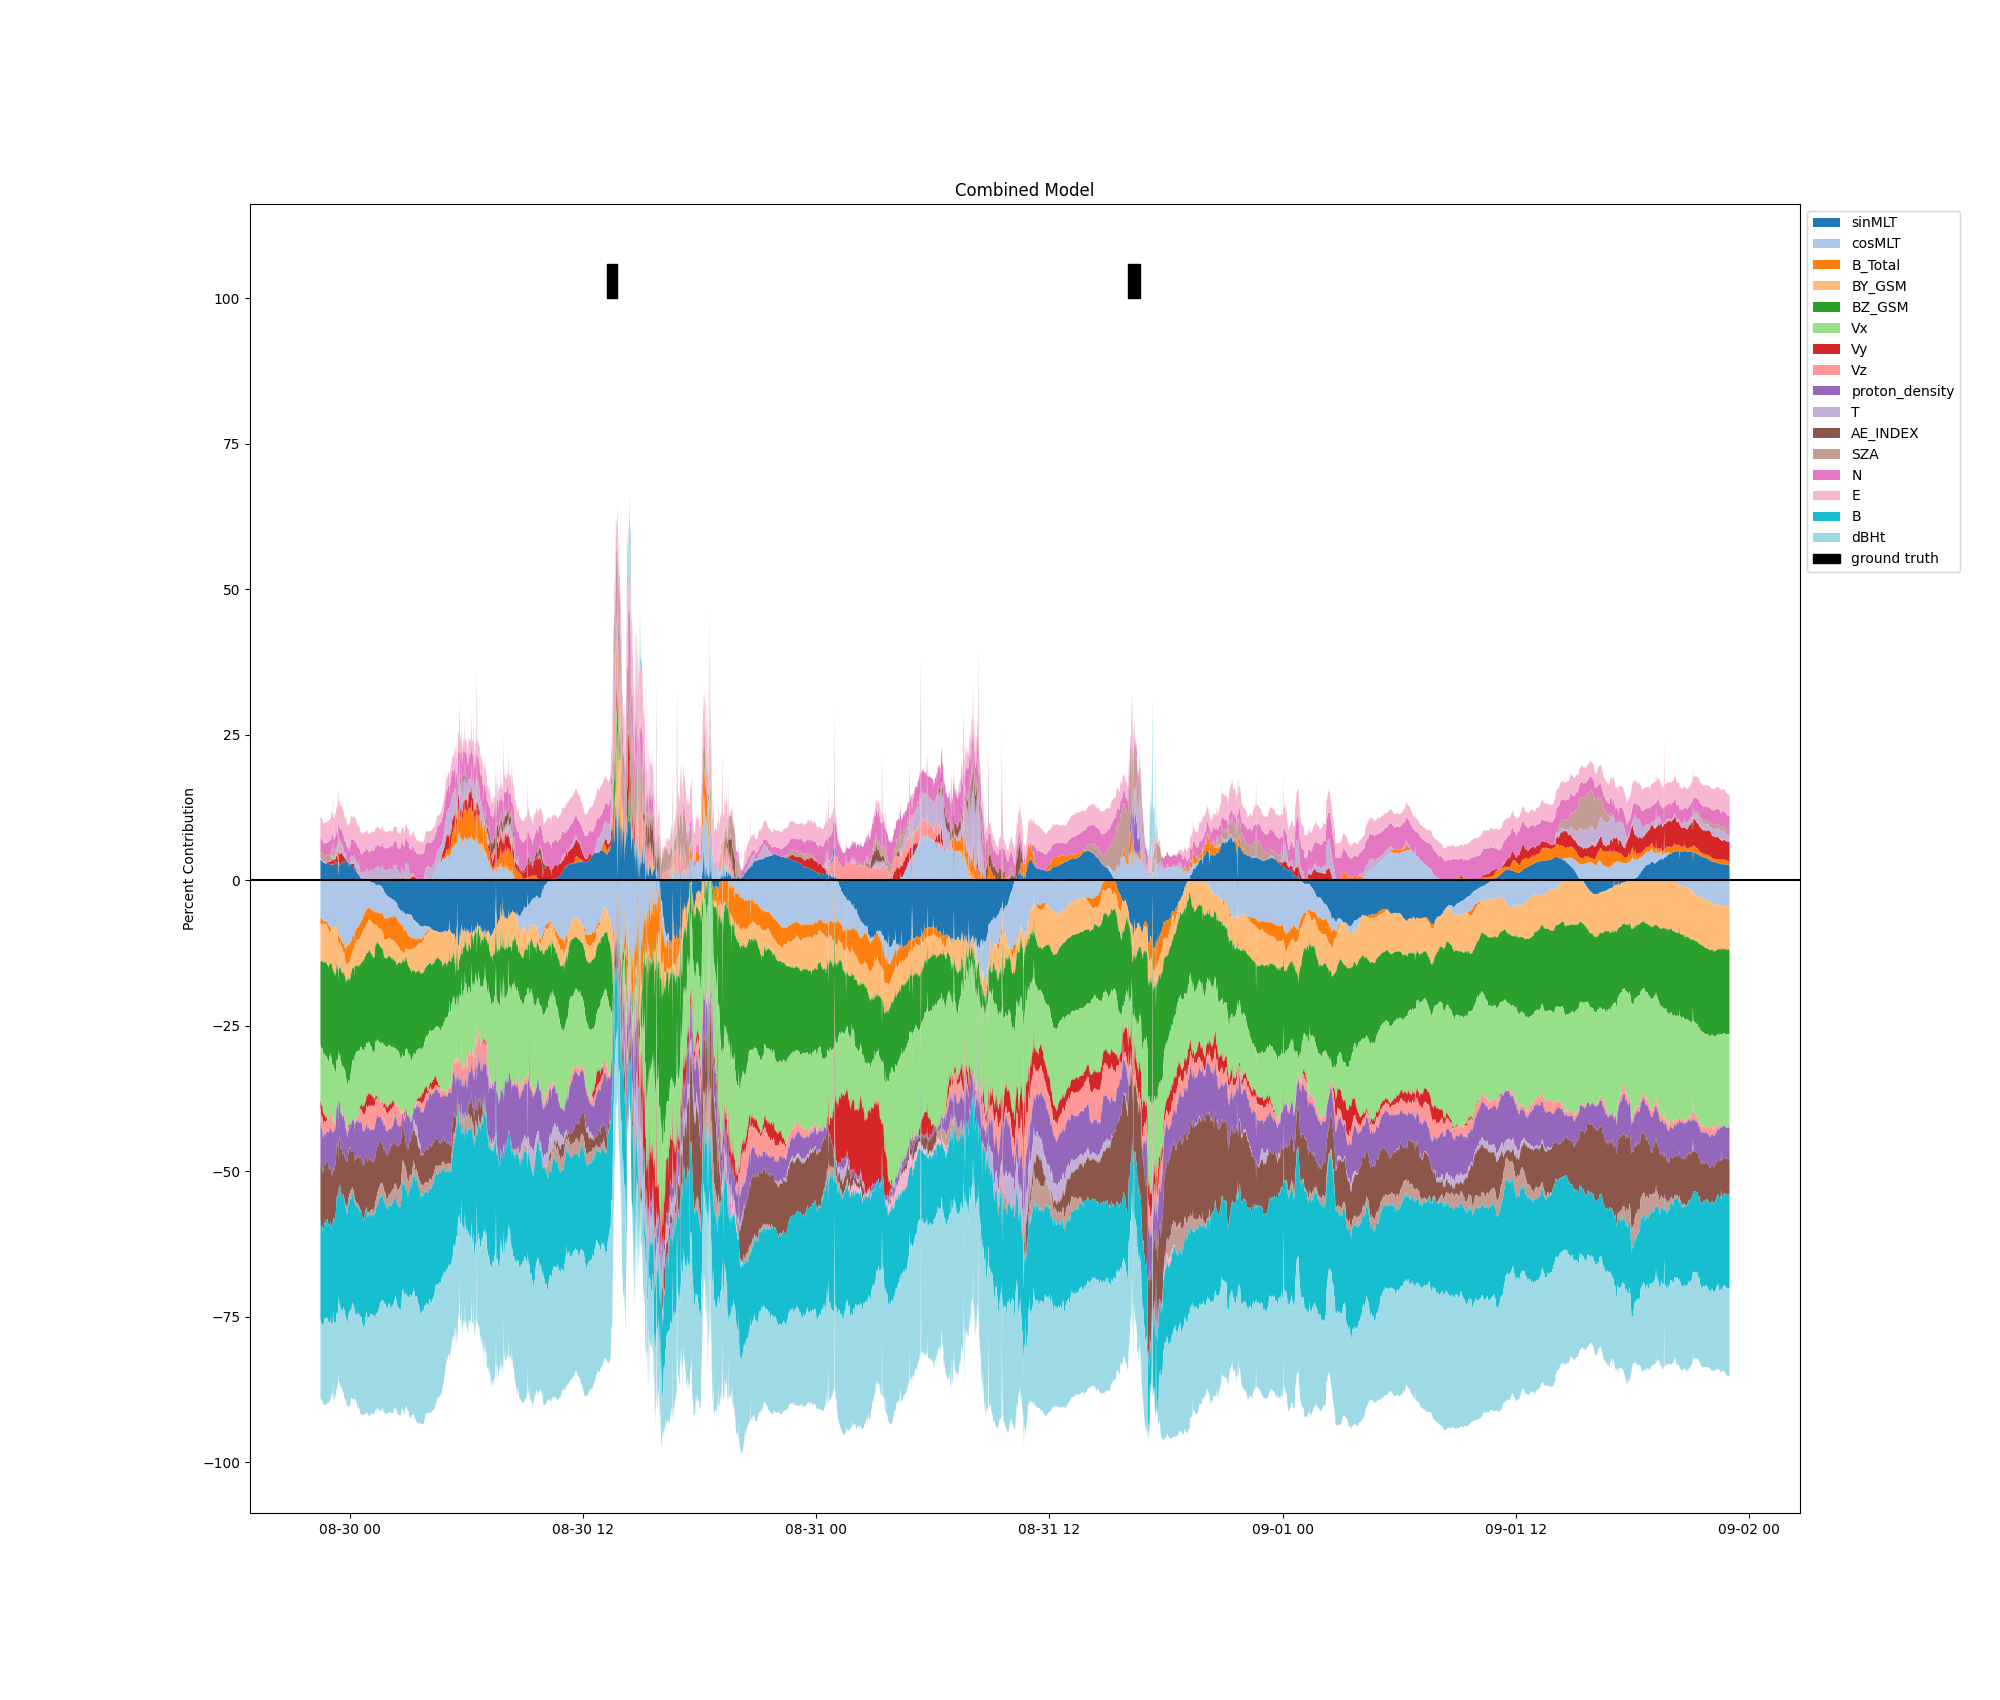 Combined Model
Percent Contribution
100
75
50
25
0
−25
−50
−75
−100
08-30 00
08-30 12
08-31 00
08-31 12
09-01 00
09-01 12
09-02 00
sinMLT
cosMLT
B_Total
BY_GSM
BZ_GSM
Vx
Vy
Vz
proton_density
T
AE_INDEX
SZA
N
E
B
dBHt
ground truth